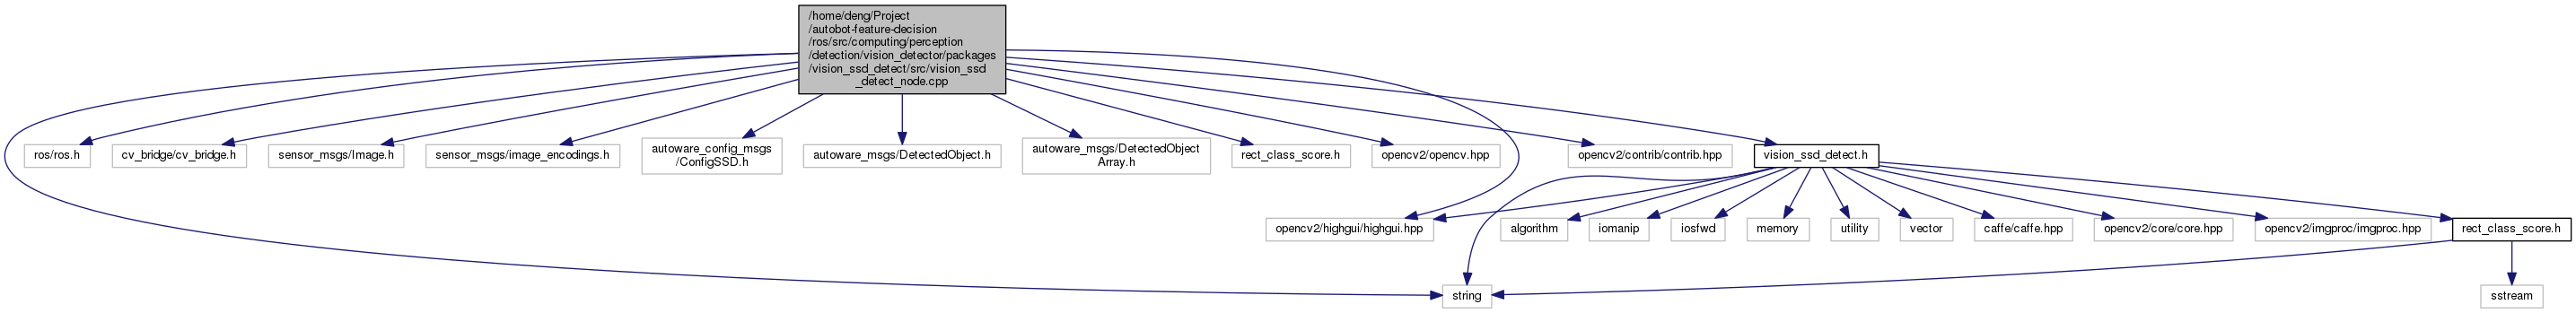 /home/deng/Project
/autobot-feature-decision
/ros/src/computing/perception
/detection/vision_detector/packages
/vision_ssd_detect/src/vision_ssd
_detect_node.cpp
ros/ros.h
cv_bridge/cv_bridge.h
sensor_msgs/Image.h
sensor_msgs/image_encodings.h
autoware_config_msgs
/ConfigSSD.h
autoware_msgs/DetectedObject.h
autoware_msgs/DetectedObject
Array.h
rect_class_score.h
opencv2/opencv.hpp
opencv2/contrib/contrib.hpp
vision_ssd_detect.h
opencv2/highgui/highgui.hpp
algorithm
iomanip
iosfwd
memory
utility
vector
caffe/caffe.hpp
opencv2/core/core.hpp
opencv2/imgproc/imgproc.hpp
rect_class_score.h
string
sstream